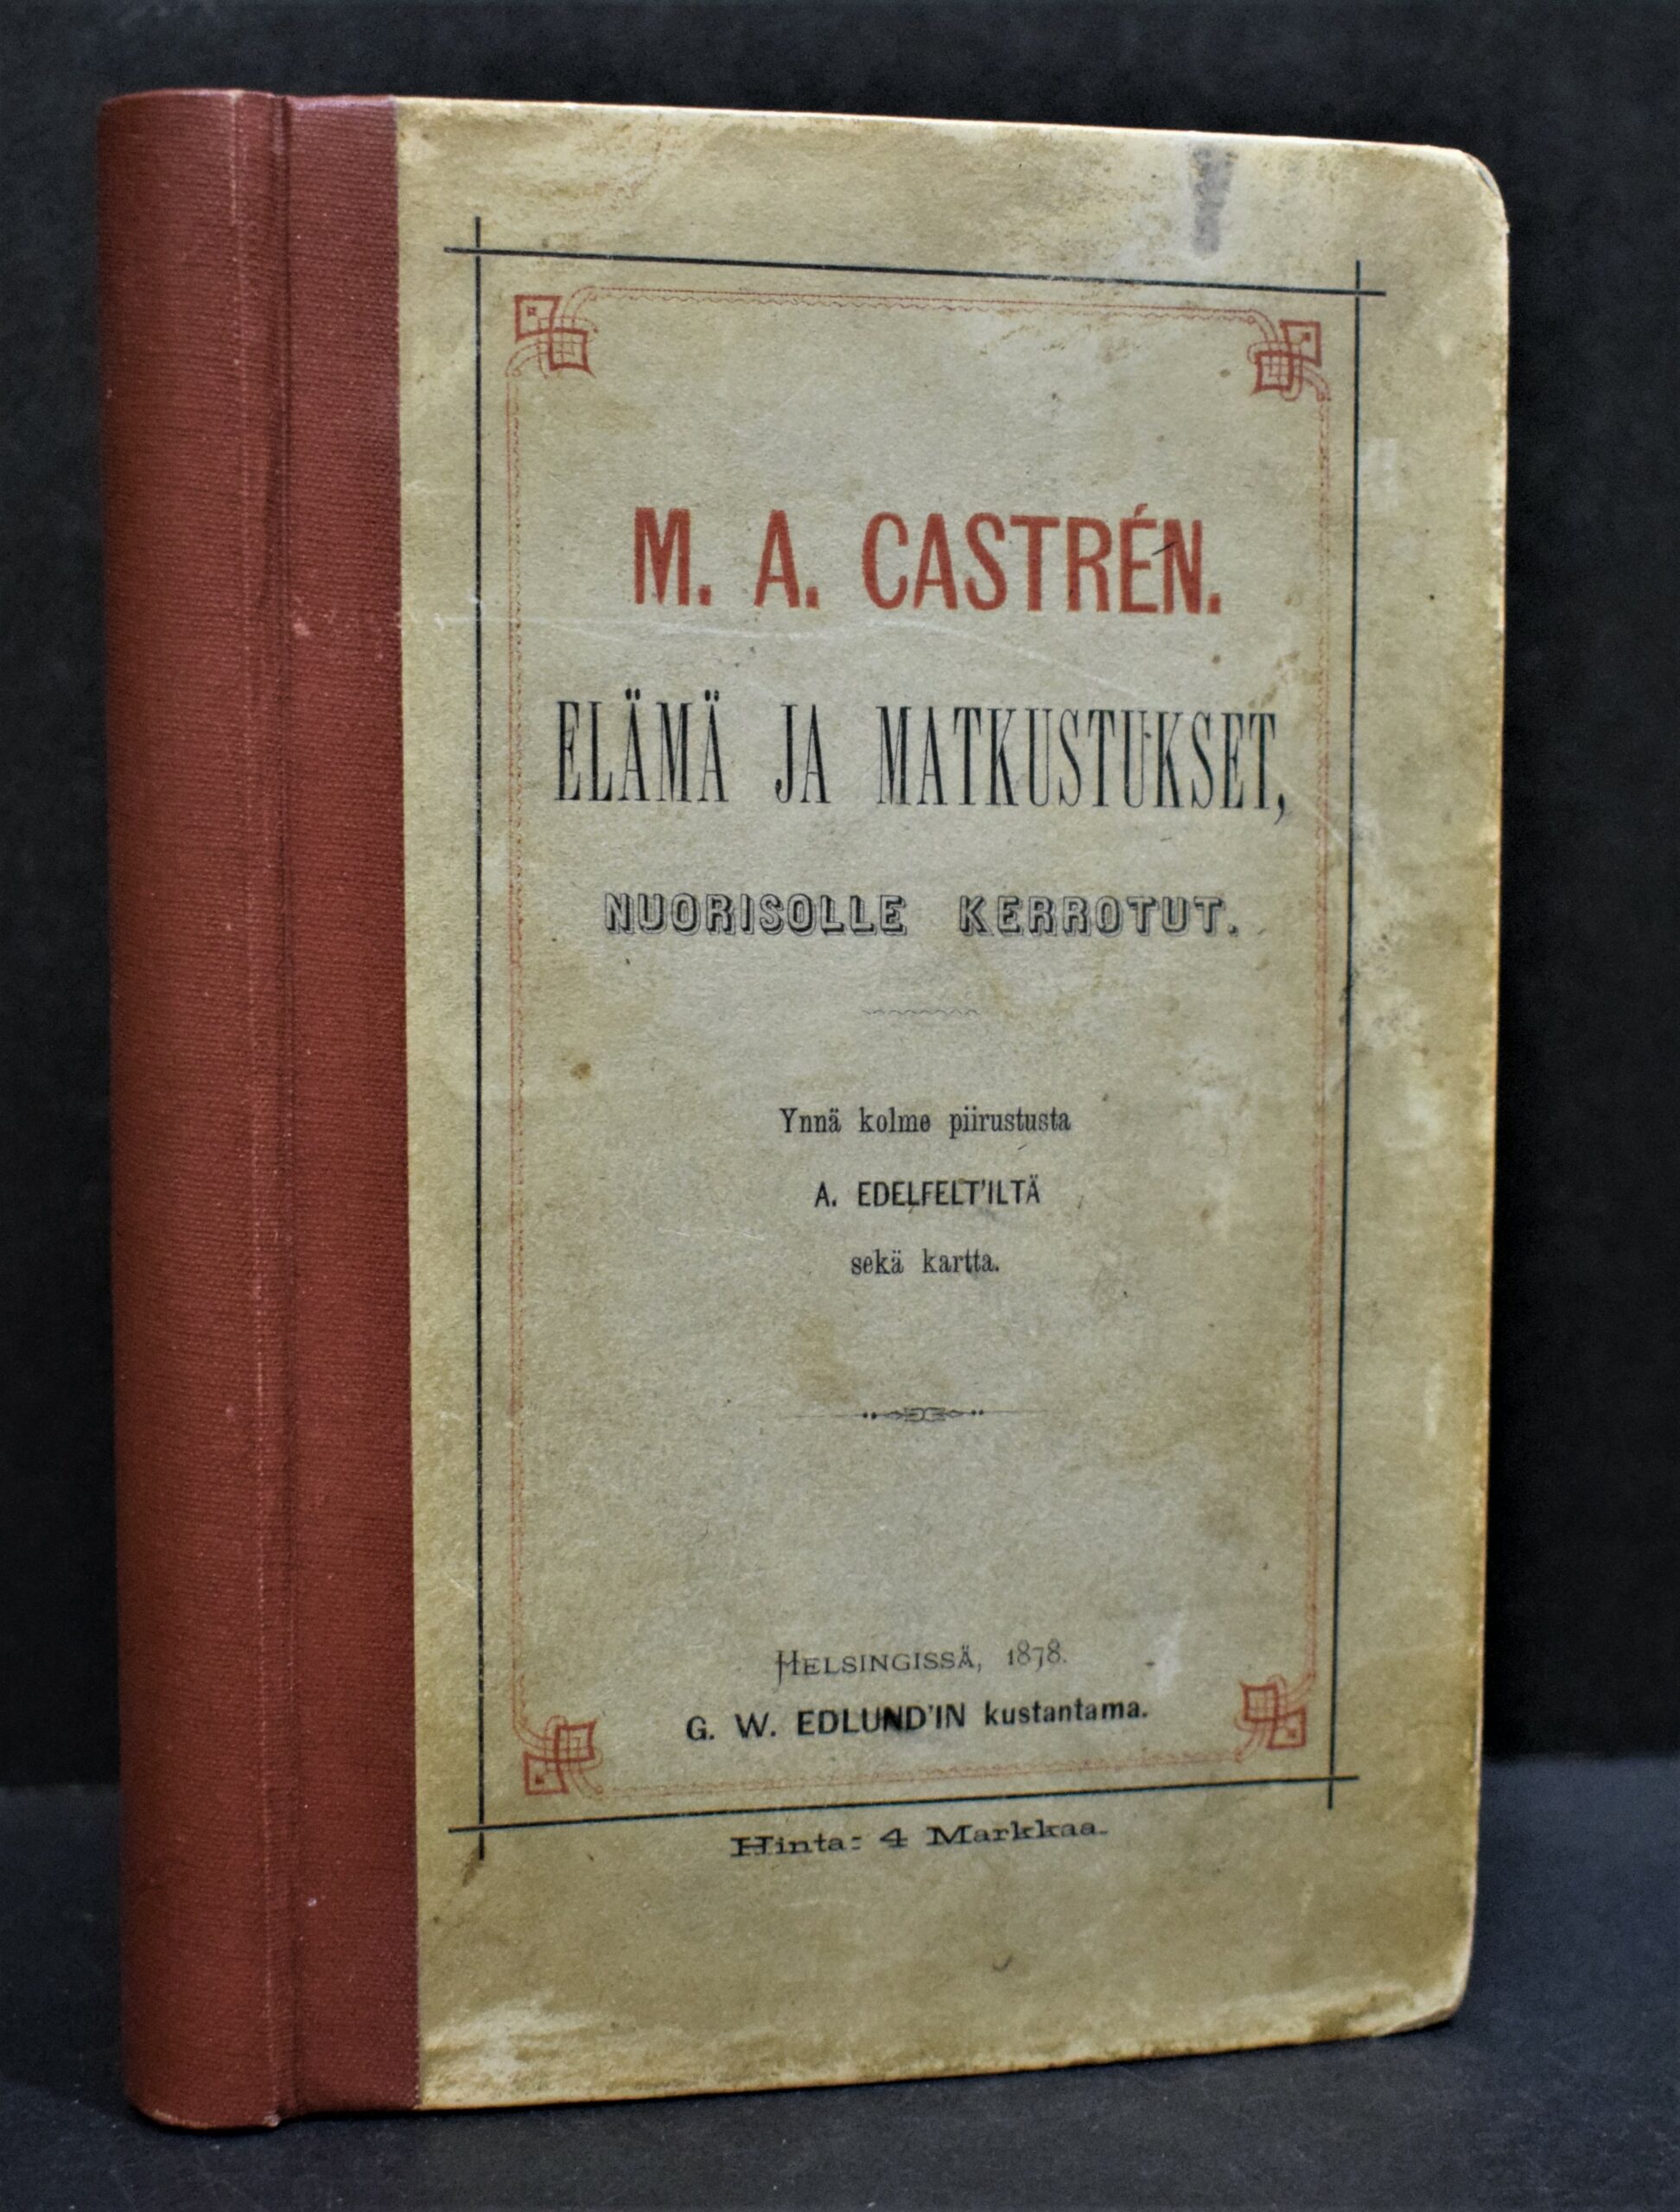 M. A. CASTRÉN.
ELÄMÄ JA MATKUSTUKSET,
NUORISOLLE KERROTUT.
Ynnä kolme piirustusta
A. EDELFELT'ILTÄ
sekä kartta.
HELSINGISSÄ, 1878.
G. W. EDLUND'IN kustantama.
Hinta: 4 Markkaa.